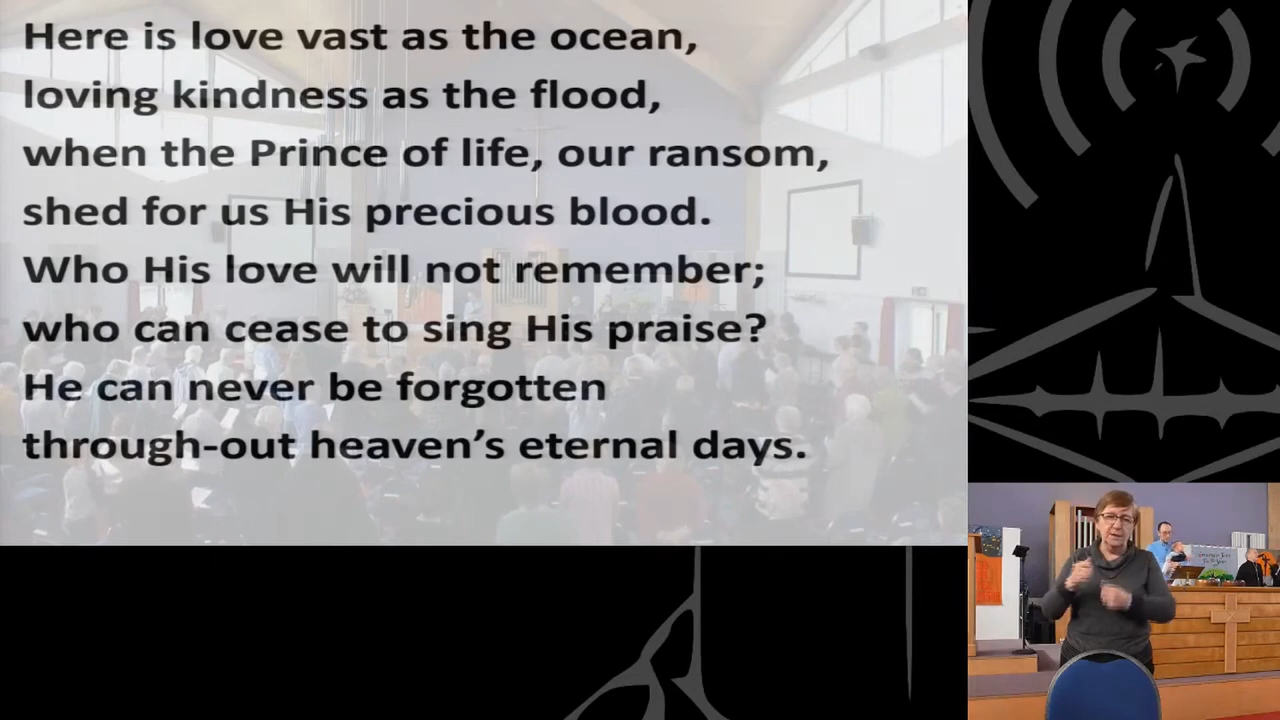 Here is love vast as the ocean,
loving kindness as the flood,
when the Prince of life, our ransom,
shed for us His precious blood.
Who His love will not remember;
who can cease to sing His praise?
He can never be forgotten
through-out heaven’s eternal days.